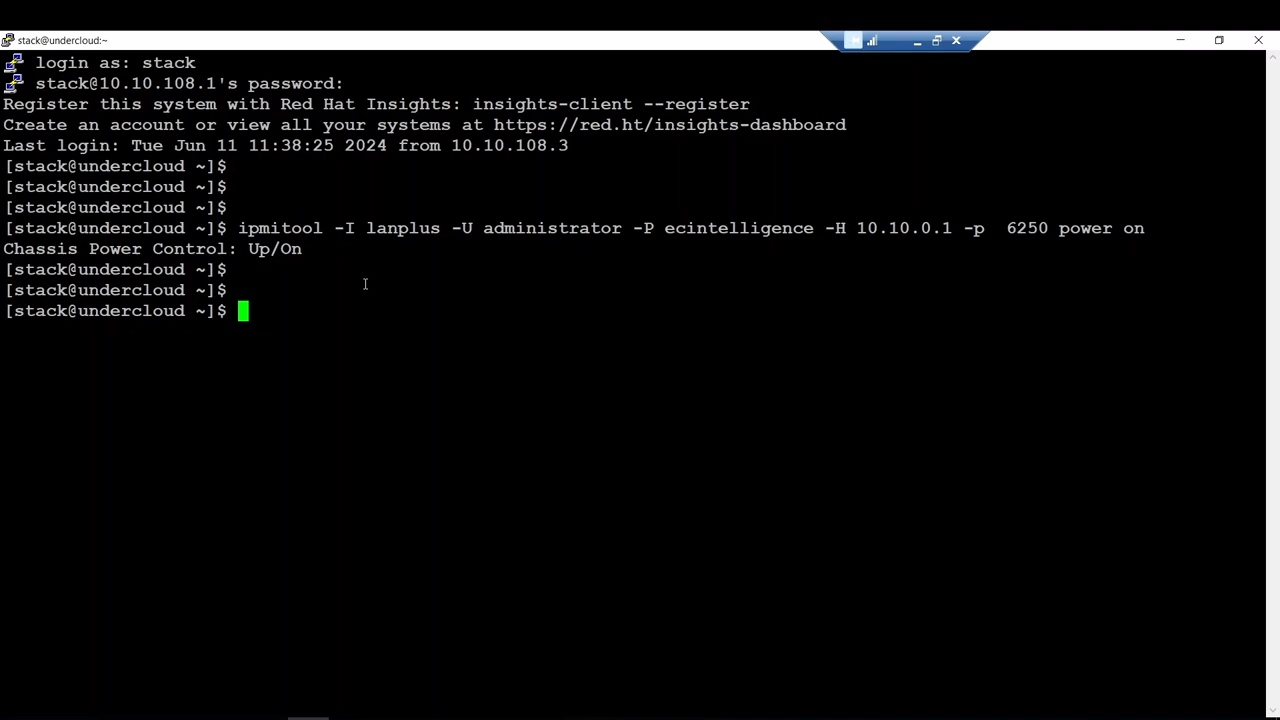 stack@undercloud:~
login as: stack
stack@10.10.108.1's password:
Register this system with Red Hat Insights: insights-client --register
Create an account or view all your systems at https://red.ht/insights-dashboard
Last login: Tue Jun 11 11:38:25 2024 from 10.10.108.3
[stack@undercloud ~]$
[stack@undercloud ~]$
[stack@undercloud ~]$
[stack@undercloud ~]$ ipmitool -I lanplus -U administrator -P ecintelligence -H 10.10.0.1 -p  6250 power on
Chassis Power Control: Up/On
[stack@undercloud ~]$
[stack@undercloud ~]$
[stack@undercloud ~]$